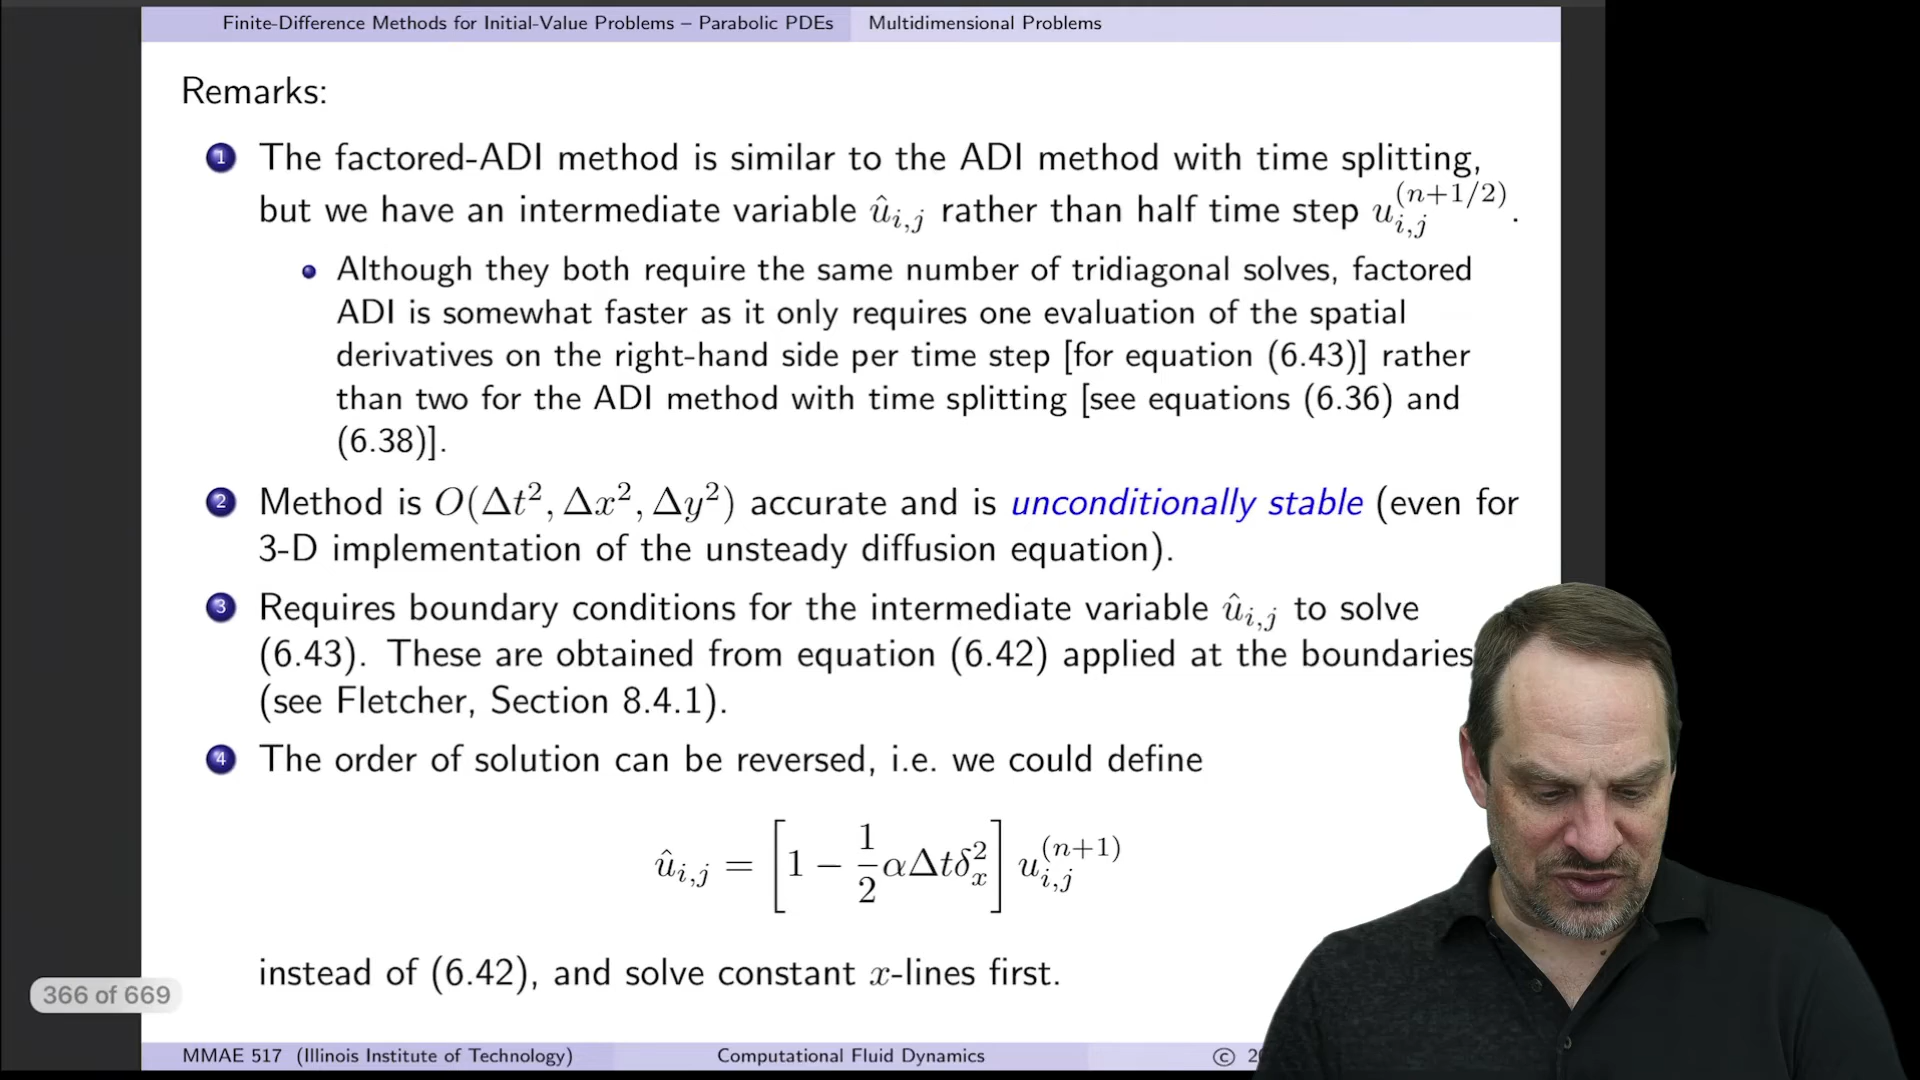 Finite-Difference Methods for Initial-Value Problems – Parabolic PDEs Multidimensional Problems
Remarks:
1 The factored-ADI method is similar to the ADI method with time splitting,
but we have an intermediate variable û_{i,j} rather than half time step u_{i,j}^{(n+1/2)}.
• Although they both require the same number of tridiagonal solves, factored
ADI is somewhat faster as it only requires one evaluation of the spatial
derivatives on the right-hand side per time step [for equation (6.43)] rather
than two for the ADI method with time splitting [see equations (6.36) and
(6.38)].
2 Method is O(Δt², Δx², Δy²) accurate and is unconditionally stable (even for
3-D implementation of the unsteady diffusion equation).
3 Requires boundary conditions for the intermediate variable û_{i,j} to solve
(6.43). These are obtained from equation (6.42) applied at the boundaries
(see Fletcher, Section 8.4.1).
4 The order of solution can be reversed, i.e. we could define
û_{i,j} = [1 − \frac{1}{2}αΔtδ_x^2] u_{i,j}^{(n+1)}
instead of (6.42), and solve constant x-lines first.
366 of 669
MMAE 517 (Illinois Institute of Technology) Computational Fluid Dynamics ©